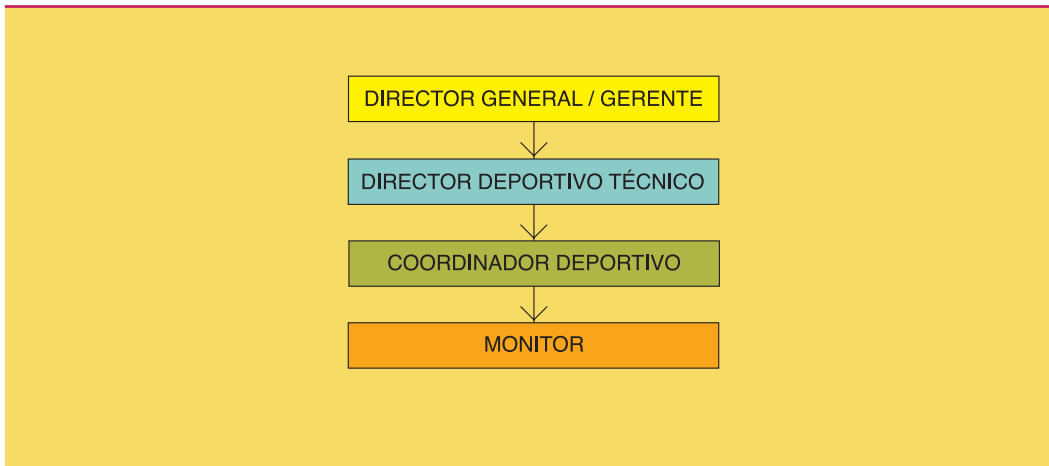 DIRECTOR GENERAL / GERENTE
DIRECTOR DEPORTIVO TÉCNICO
COORDINADOR DEPORTIVO
MONITOR